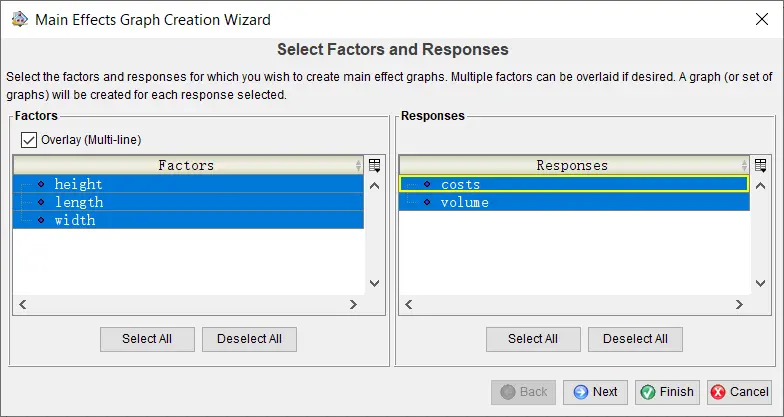 Main Effects Graph Creation Wizard
Select Factors and Responses
Select the factors and responses for which you wish to create main effect graphs. Multiple factors can be overlaid if desired. A graph (or set of
graphs) will be created for each response selected.
Factors
Overlay (Multi-line)
Factors
height
length
width
Select All
Deselect All
Responses
Responses
costs
volume
Select All
Deselect All
Back
Next
Finish
Cancel